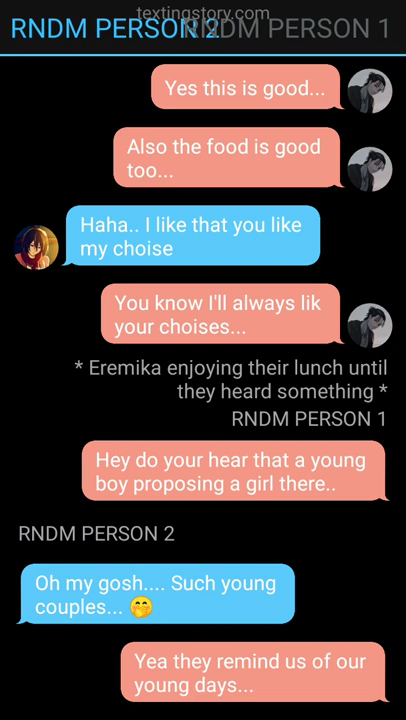 textingstory.com
RNDM PERSON 2
RNDM PERSON 1
Yes this is good...
Also the food is good
too...
Haha.. I like that you like
my choise
You know I'll always lik
your choises...
* Eremika enjoying their lunch until
they heard something *
RNDM PERSON 1
Hey do your hear that a young
boy proposing a girl there..
RNDM PERSON 2
Oh my gosh.... Such young
couples... 🤭
Yea they remind us of our
young days...